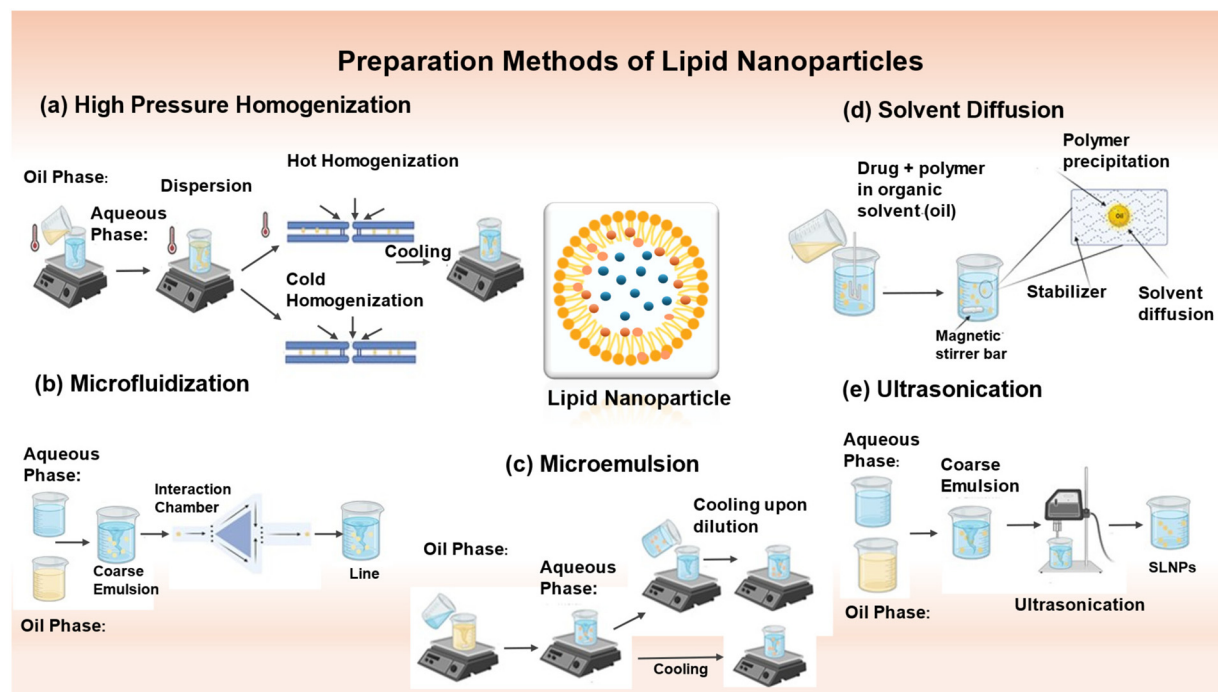 Preparation Methods of Lipid Nanoparticles
(a) High Pressure Homogenization
Oil Phase:
Aqueous
Phase:
Dispersion
Hot Homogenization
Cold
Homogenization
Cooling
Lipid Nanoparticle
(d) Solvent Diffusion
Drug + polymer
in organic
solvent (oil)
Polymer
precipitation
Oil
Stabilizer
Solvent
diffusion
Magnetic
stirrer bar
(b) Microfluidization
Aqueous
Phase:
Interaction
Chamber
Coarse
Emulsion
Line
Oil Phase:
(c) Microemulsion
Oil Phase:
Aqueous
Phase:
Cooling upon
dilution
Cooling
(e) Ultrasonication
Aqueous
Phase:
Coarse
Emulsion
SLNPs
Ultrasonication
Oil Phase: